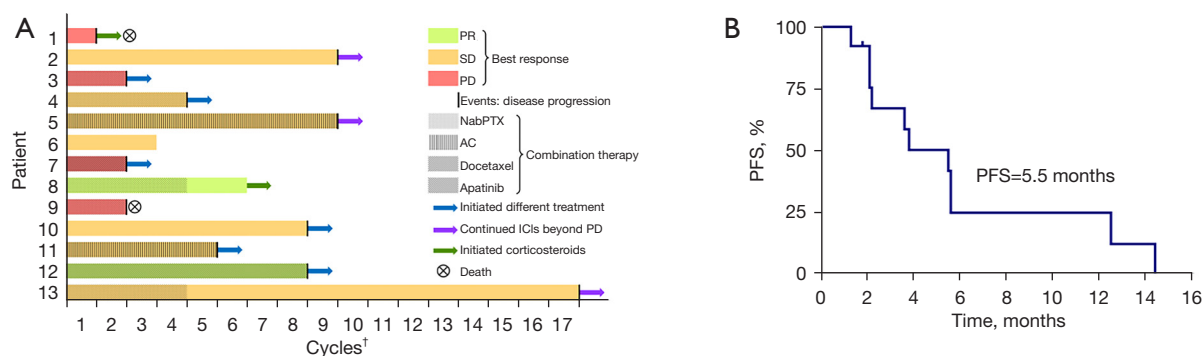 A
Patient
1
2
3
4
5
6
7
8
9
10
11
12
13
PR
SD
PD
Best response
Events: disease progression
NabPTX
AC
Docetaxel
Apatinib
Combination therapy
Initiated different treatment
Continued ICIs beyond PD
Initiated corticosteroids
Death
1 2 3 4 5 6 7 8 9 10 11 12 13 14 15 16 17
Cycles†
B
PFS, %
100
75
50
25
0
PFS=5.5 months
0 2 4 6 8 10 12 14 16
Time, months